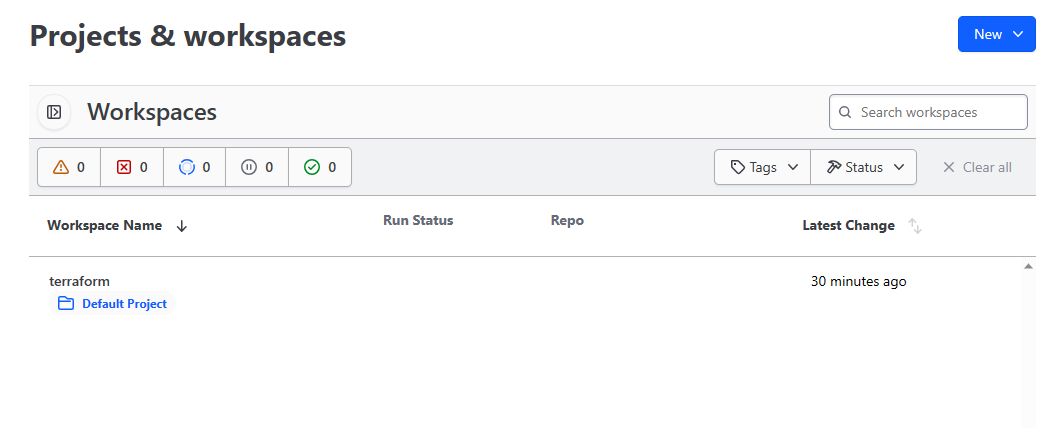 Projects & workspaces
New
Workspaces
Search workspaces
0 0 0 0 0
Tags Status Clear all
Workspace Name Run Status Repo Latest Change
terraform 30 minutes ago
Default Project